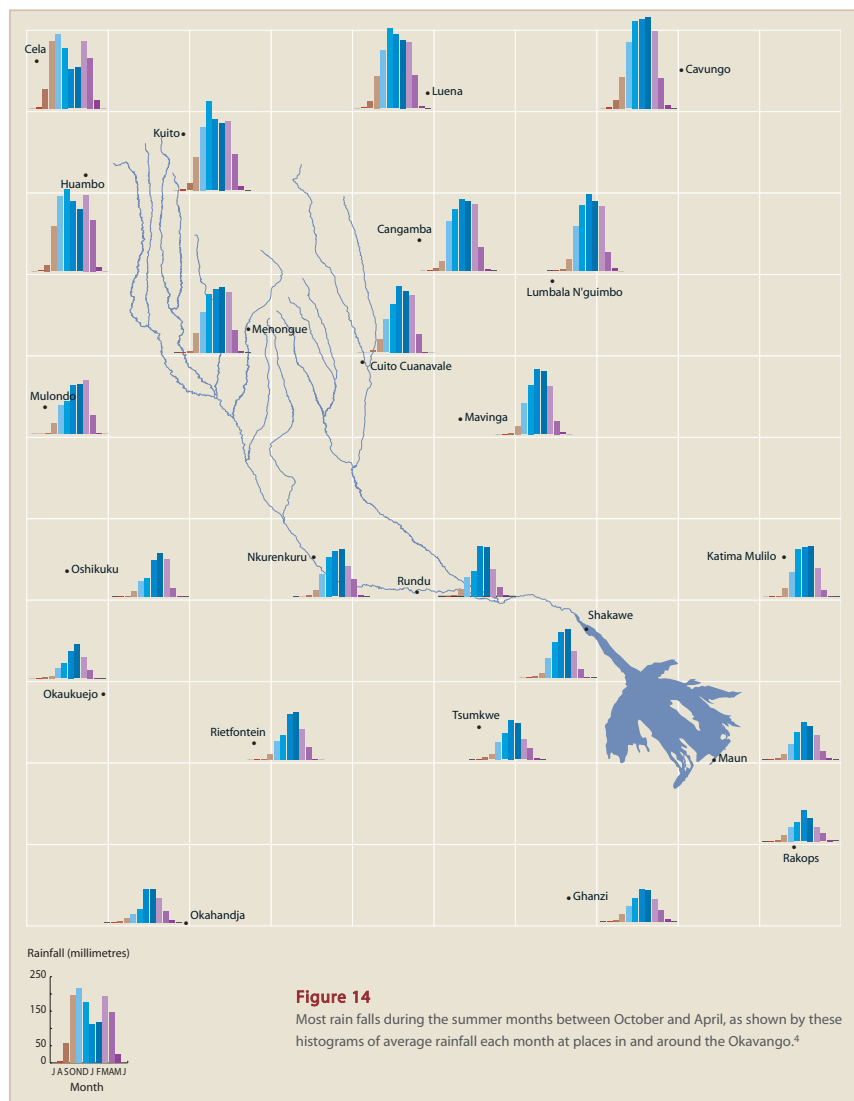 Cela
Cavungo
Luena
Kuito
Huambo
Cangamba
Lumbala N'guimbo
Menongue
Cuito Cuanavale
Mulondo
Mavinga
Oshikuku
Nkurenkuru
Rundu
Katima Mulilo
Shakawe
Okaukuejo
Rietfontein
Tsumkwe
Maun
Rakops
Okahandja
Ghanzi
Rainfall (millimetres)
250
150
50
0
J A S O N D J F M A M J
Month
Figure 14
Most rain falls during the summer months between October and April, as shown by these
histograms of average rainfall each month at places in and around the Okavango.⁴